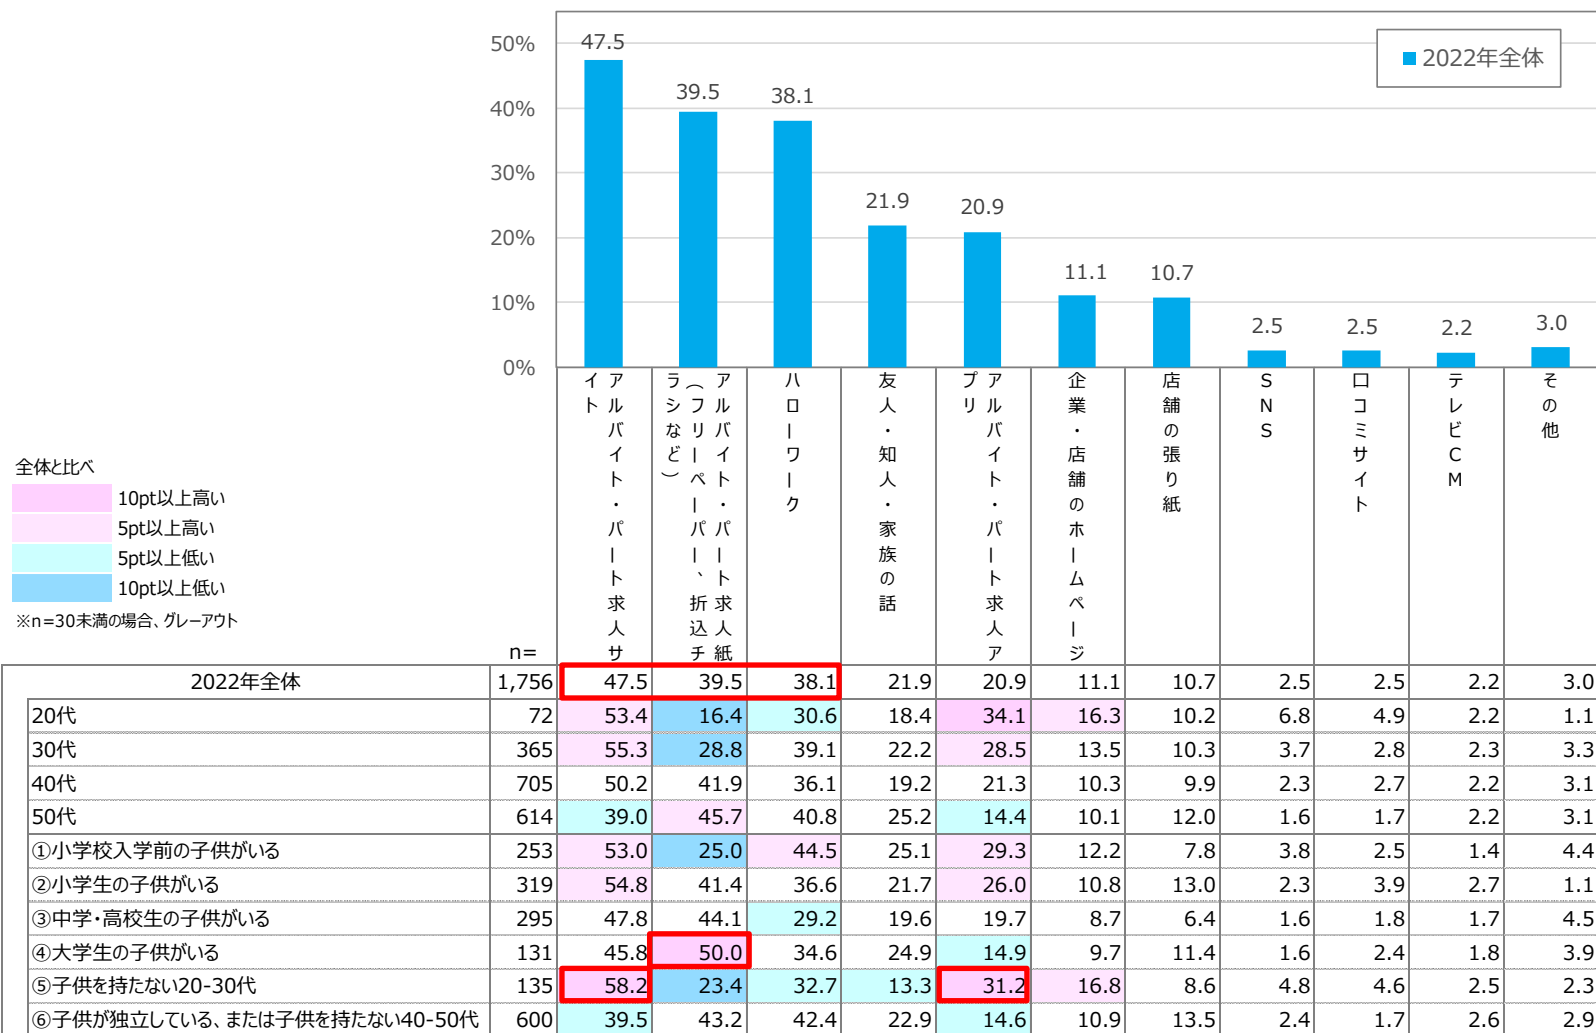 50%
40%
30%
20%
10%
0%
47.5
39.5
38.1
21.9
20.9
11.1
10.7
2.5
2.5
2.2
3.0
2022年全体
アルバイト・パート求人サイト
アルバイト・パート求人紙(フリーペーパー、折込チラシなど)
ハローワーク
友人・知人・家族の話
アルバイト・パート求人アプリ
企業・店舗のホームページ
店舗の張り紙
SNS
口コミサイト
テレビCM
その他
全体と比べ
10pt以上高い
5pt以上高い
5pt以上低い
10pt以上低い
※n=30未満の場合、グレーアウト
n=
2022年全体 1,756 47.5 39.5 38.1 21.9 20.9 11.1 10.7 2.5 2.5 2.2 3.0
20代 72 53.4 16.4 30.6 18.4 34.1 16.3 10.2 6.8 4.9 2.2 1.1
30代 365 55.3 28.8 39.1 22.2 28.5 13.5 10.3 3.7 2.8 2.3 3.3
40代 705 50.2 41.9 36.1 19.2 21.3 10.3 9.9 2.3 2.7 2.2 3.1
50代 614 39.0 45.7 40.8 25.2 14.4 10.1 12.0 1.6 1.7 2.2 3.1
①小学校入学前の子供がいる 253 53.0 25.0 44.5 25.1 29.3 12.2 7.8 3.8 2.5 1.4 4.4
②小学生の子供がいる 319 54.8 41.4 36.6 21.7 26.0 10.8 13.0 2.3 3.9 2.7 1.1
③中学・高校生の子供がいる 295 47.8 44.1 29.2 19.6 19.7 8.7 6.4 1.6 1.8 1.7 4.5
④大学生の子供がいる 131 45.8 50.0 34.6 24.9 14.9 9.7 11.4 1.6 2.4 1.8 3.9
⑤子供を持たない20-30代 135 58.2 23.4 32.7 13.3 31.2 16.8 8.6 4.8 4.6 2.5 2.3
⑥子供が独立している、または子供を持たない40-50代 600 39.5 43.2 42.4 22.9 14.6 10.9 13.5 2.4 1.7 2.6 2.9